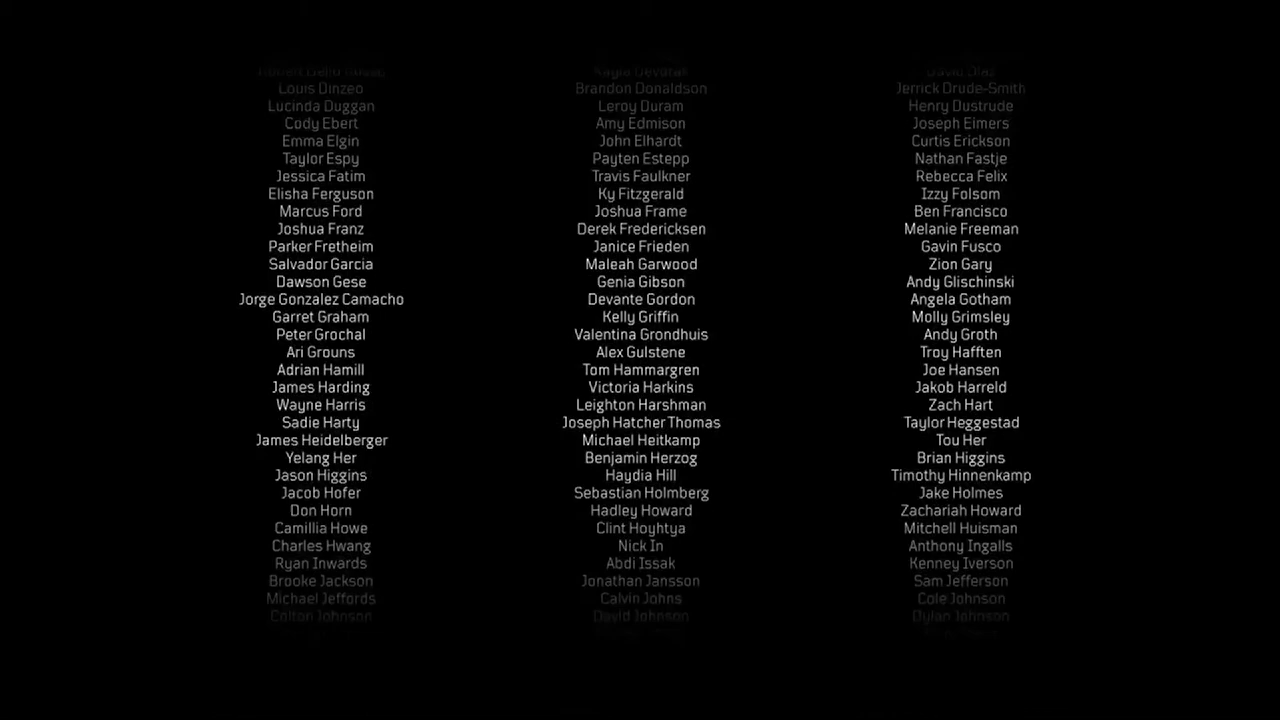 Louis Dinzeo Brandon Donaldson Jerrick Drude-Smith
Lucinda Duggan Leroy Duram Henry Dustrude
Cody Ebert Amy Edmison Joseph Eimers
Emma Elgin John Elhardt Curtis Erickson
Taylor Espy Payten Estepp Nathan Fastje
Jessica Fatim Travis Faulkner Rebecca Felix
Elisha Ferguson Ky Fitzgerald Izzy Folsom
Marcus Ford Joshua Frame Ben Francisco
Joshua Franz Derek Fredericksen Melanie Freeman
Parker Fretheim Janice Frieden Gavin Fusco
Salvador Garcia Maleah Garwood Zion Gary
Dawson Gese Genia Gibson Andy Glischinski
Jorge Gonzalez Camacho Devante Gordon Angela Gotham
Garret Graham Kelly Griffin Molly Grimsley
Peter Grochal Valentina Grondhuis Andy Groth
Ari Grouns Alex Gulstene Troy Hafften
Adrian Hamill Tom Hammargren Joe Hansen
James Harding Victoria Harkins Jakob Harreld
Wayne Harris Leighton Harshman Zach Hart
Sadie Harty Joseph Hatcher Thomas Taylor Heggestad
James Heidelberger Michael Heitkamp Tou Her
Yelang Her Benjamin Herzog Brian Higgins
Jason Higgins Haydia Hill Timothy Hinnenkamp
Jacob Hofer Sebastian Holmberg Jake Holmes
Don Horn Hadley Howard Zachariah Howard
Camillia Howe Clint Hoyhtya Mitchell Huisman
Charles Hwang Nick In Anthony Ingalls
Ryan Inwards Abdi Issak Kenney Iverson
Brooke Jackson Jonathan Jansson Sam Jefferson
Michael Jeffords Calvin Johns Cole Johnson
Colton Johnson David Johnson Dylan Johnson